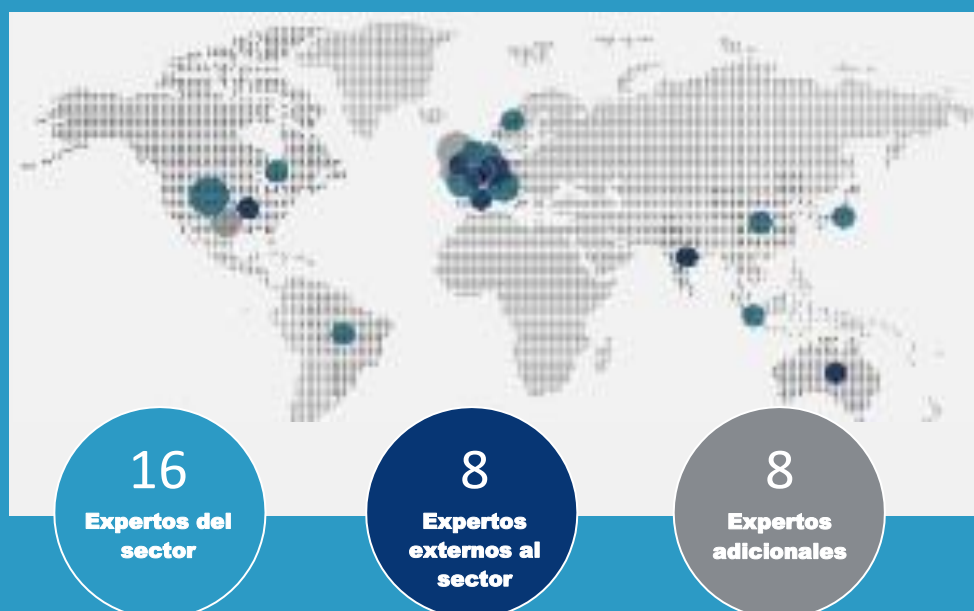 16
Expertos del
sector
8
Expertos
externos al
sector
8
Expertos
adicionales